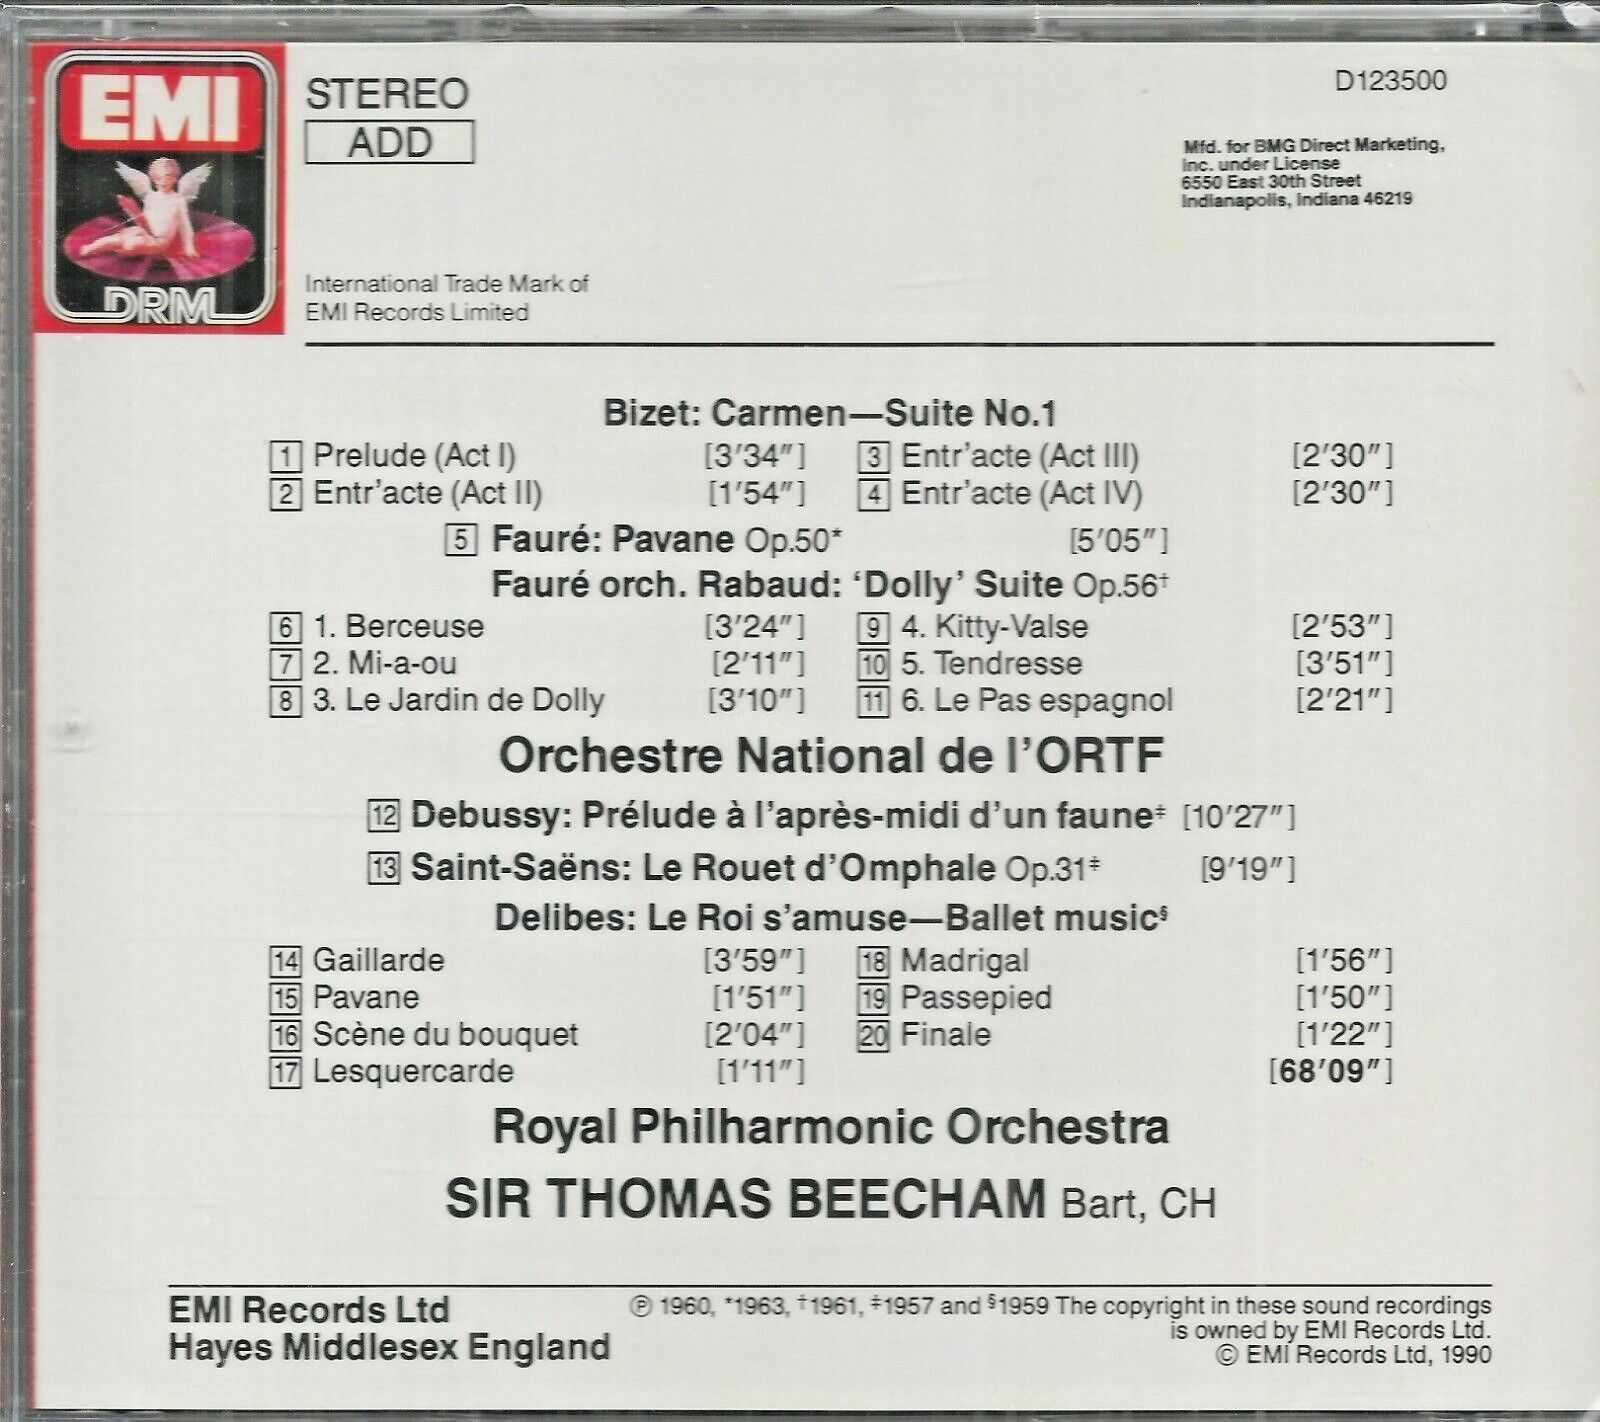 EMI
DRM
STEREO
ADD
International Trade Mark of
EMI Records Limited
D123500
Mfd. for BMG Direct Marketing,
Inc. under License
6550 East 30th Street
Indianapolis, Indiana 46219
Bizet: Carmen—Suite No.1
1 Prelude (Act I) [3′34″] 3 Entr'acte (Act III) [2′30″]
2 Entr'acte (Act II) [1′54″] 4 Entr'acte (Act IV) [2′30″]
5 Fauré: Pavane Op.50* [5′05″]
Fauré orch. Rabaud: 'Dolly' Suite Op.56†
6 1. Berceuse [3′24″] 9 4. Kitty-Valse [2′53″]
7 2. Mi-a-ou [2′11″] 10 5. Tendresse [3′51″]
8 3. Le Jardin de Dolly [3′10″] 11 6. Le Pas espagnol [2′21″]
Orchestre National de l'ORTF
12 Debussy: Prélude à l'après-midi d'un faune‡ [10′27″]
13 Saint-Saëns: Le Rouet d'Omphale Op.31‡ [9′19″]
Delibes: Le Roi s'amuse—Ballet music§
14 Gaillarde [3′59″] 18 Madrigal [1′56″]
15 Pavane [1′51″] 19 Passepied [1′50″]
16 Scène du bouquet [2′04″] 20 Finale [1′22″]
17 Lesquercarde [1′11″] [68′09″]
Royal Philharmonic Orchestra
SIR THOMAS BEECHAM Bart, CH
EMI Records Ltd
Hayes Middlesex England
℗ 1960, *1963, †1961, ‡1957 and §1959 The copyright in these sound recordings
is owned by EMI Records Ltd.
© EMI Records Ltd, 1990